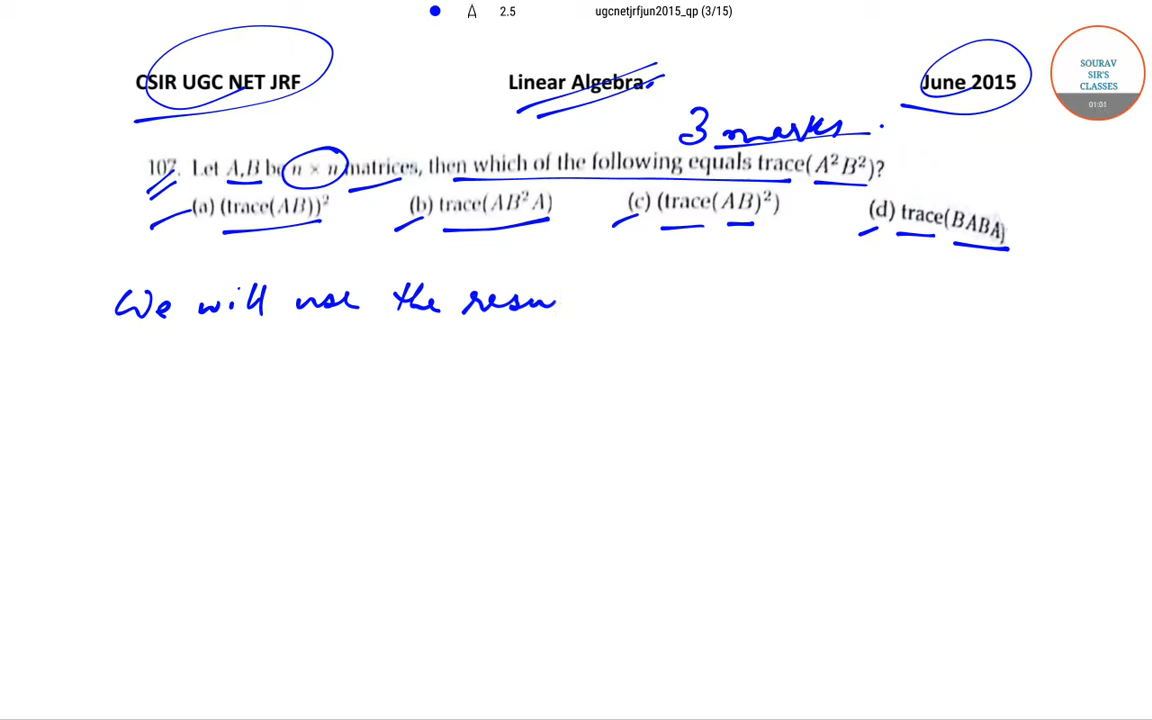 2.5 ugcnetjrfjun2015_qp (3/15)
CSIR UGC NET JRF Linear Algebra June 2015
SOURAV
SIR'S
CLASSES
01:01
3 marks.
107. Let A,B be n × n matrices, then which of the following equals trace(A²B²)?
(a) (trace(AB))² (b) trace(AB²A) (c) (trace(AB)²) (d) trace(BABA)
We will use the resu